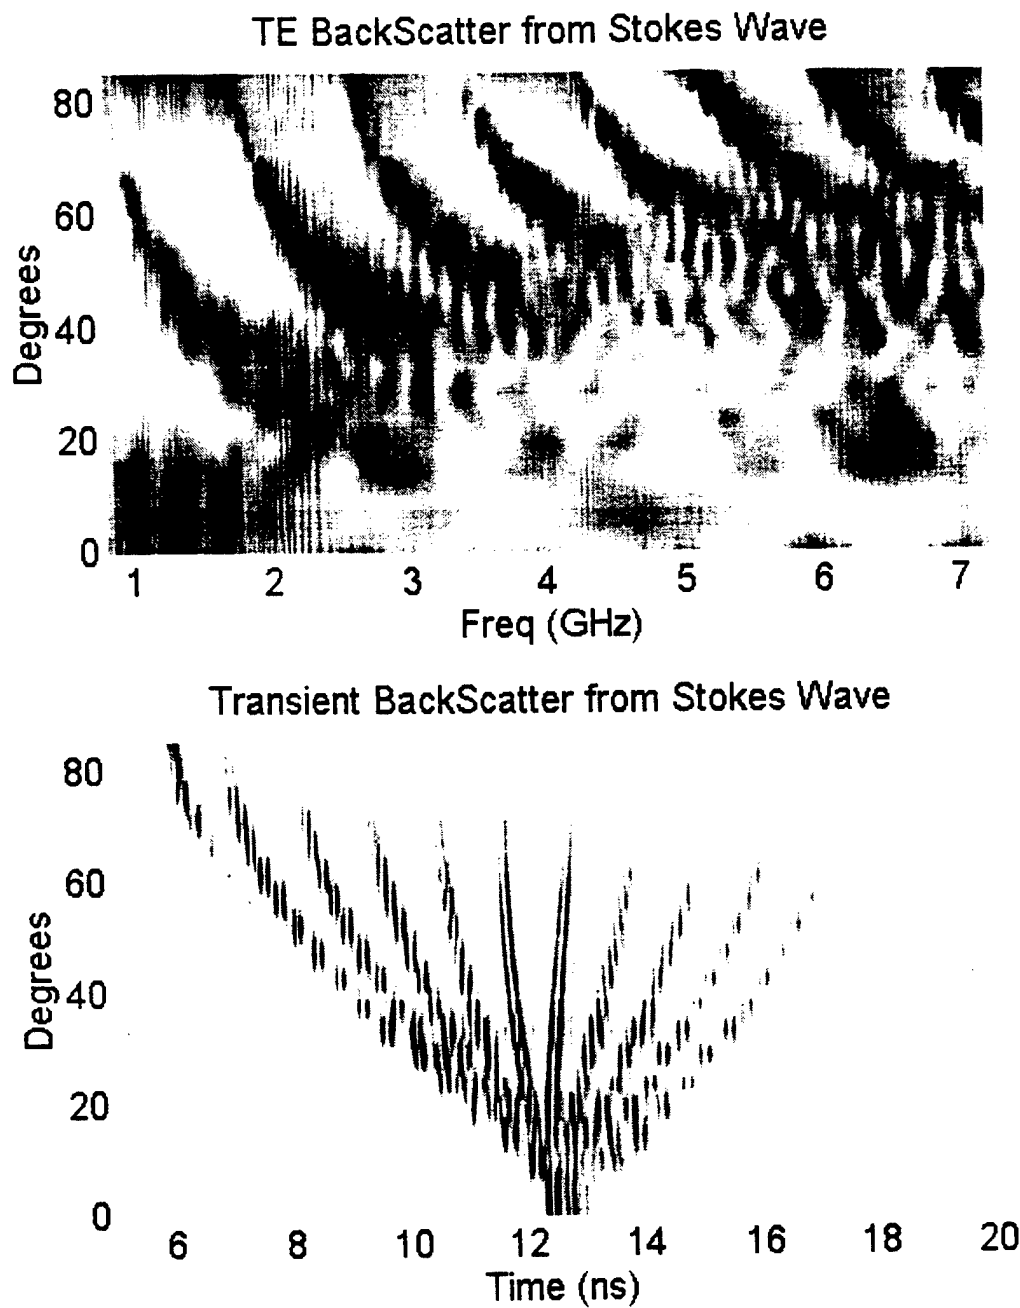 TE BackScatter from Stokes Wave
80
60
40
20
0
Degrees
1 2 3 4 5 6 7
Freq (GHz)
Transient BackScatter from Stokes Wave
80
60
40
20
0
Degrees
6 8 10 12 14 16 18 20
Time (ns)